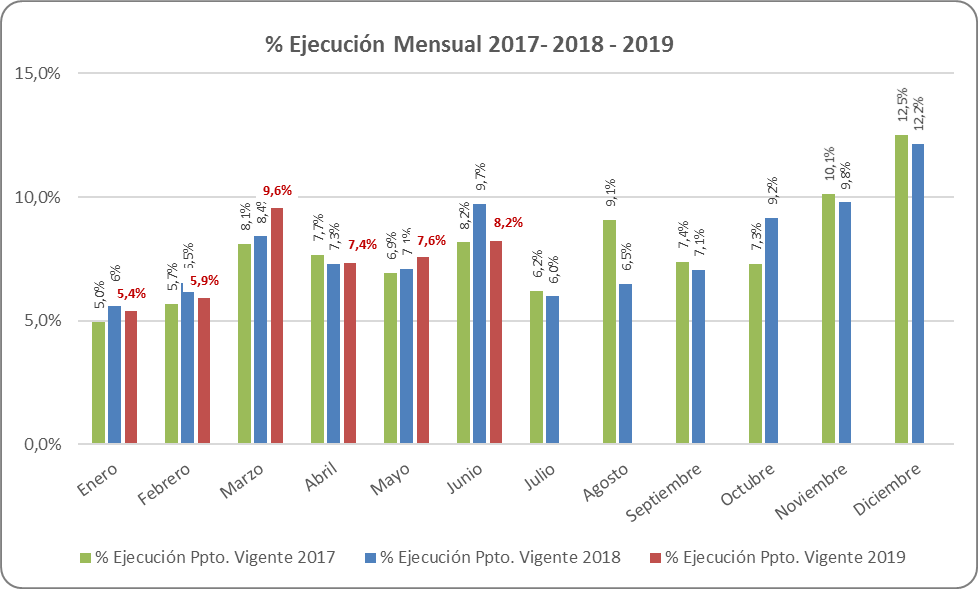 % Ejecución Mensual 2017- 2018 - 2019
15,0%
10,0%
5,0%
0,0%
5,0%
5,4%
5,7%
5,9%
8,1%
8,4%
9,6%
7,7%
7,3%
7,4%
6,9%
7,1%
7,6%
8,2%
9,7%
8,2%
6,2%
6,0%
9,1%
6,5%
7,4%
7,1%
7,3%
9,2%
10,1%
9,8%
12,5%
12,2%
Enero
Febrero
Marzo
Abril
Mayo
Junio
Julio
Agosto
Septiembre
Octubre
Noviembre
Diciembre
% Ejecución Ppto. Vigente 2017
% Ejecución Ppto. Vigente 2018
% Ejecución Ppto. Vigente 2019